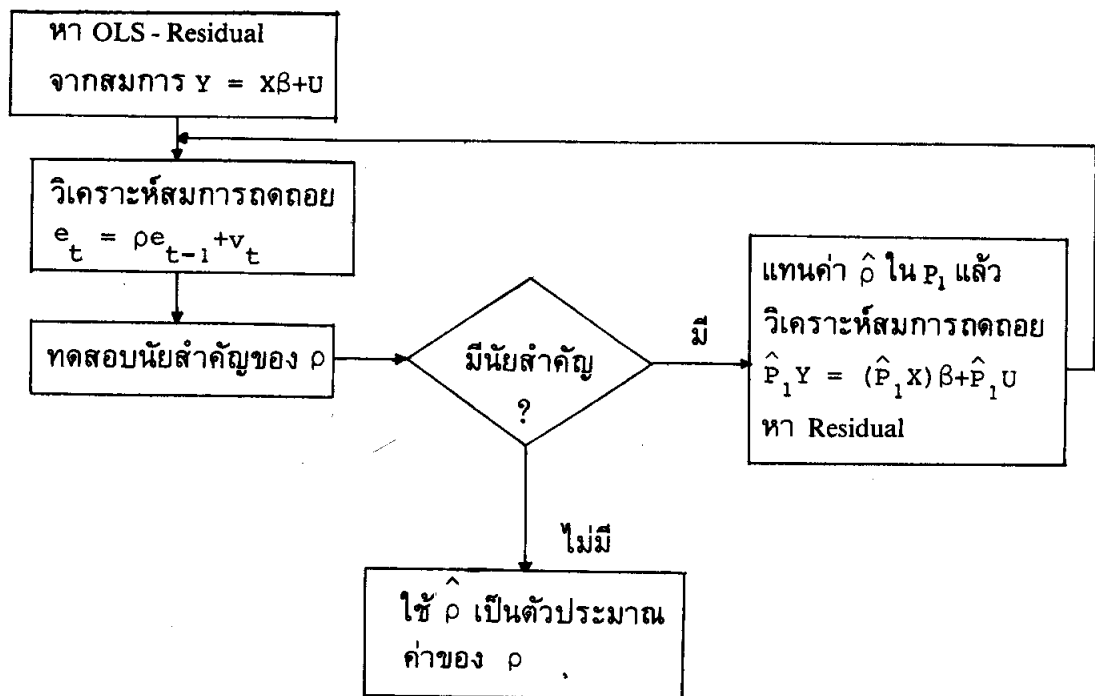 หา OLS - Residual
จากสมการ Y = Xβ+U
วิเคราะห์สมการถดถอย
e_t = ρe_{t-1}+v_t
ทดสอบนัยสำคัญของ ρ
มีนัยสำคัญ
?
มี
แทนค่า ρ̂ ใน P₁ แล้ว
วิเคราะห์สมการถดถอย
P̂₁Y = (P̂₁X)β+P̂₁U
หา Residual
ไม่มี
ใช้ ρ̂ เป็นตัวประมาณ
ค่าของ ρ